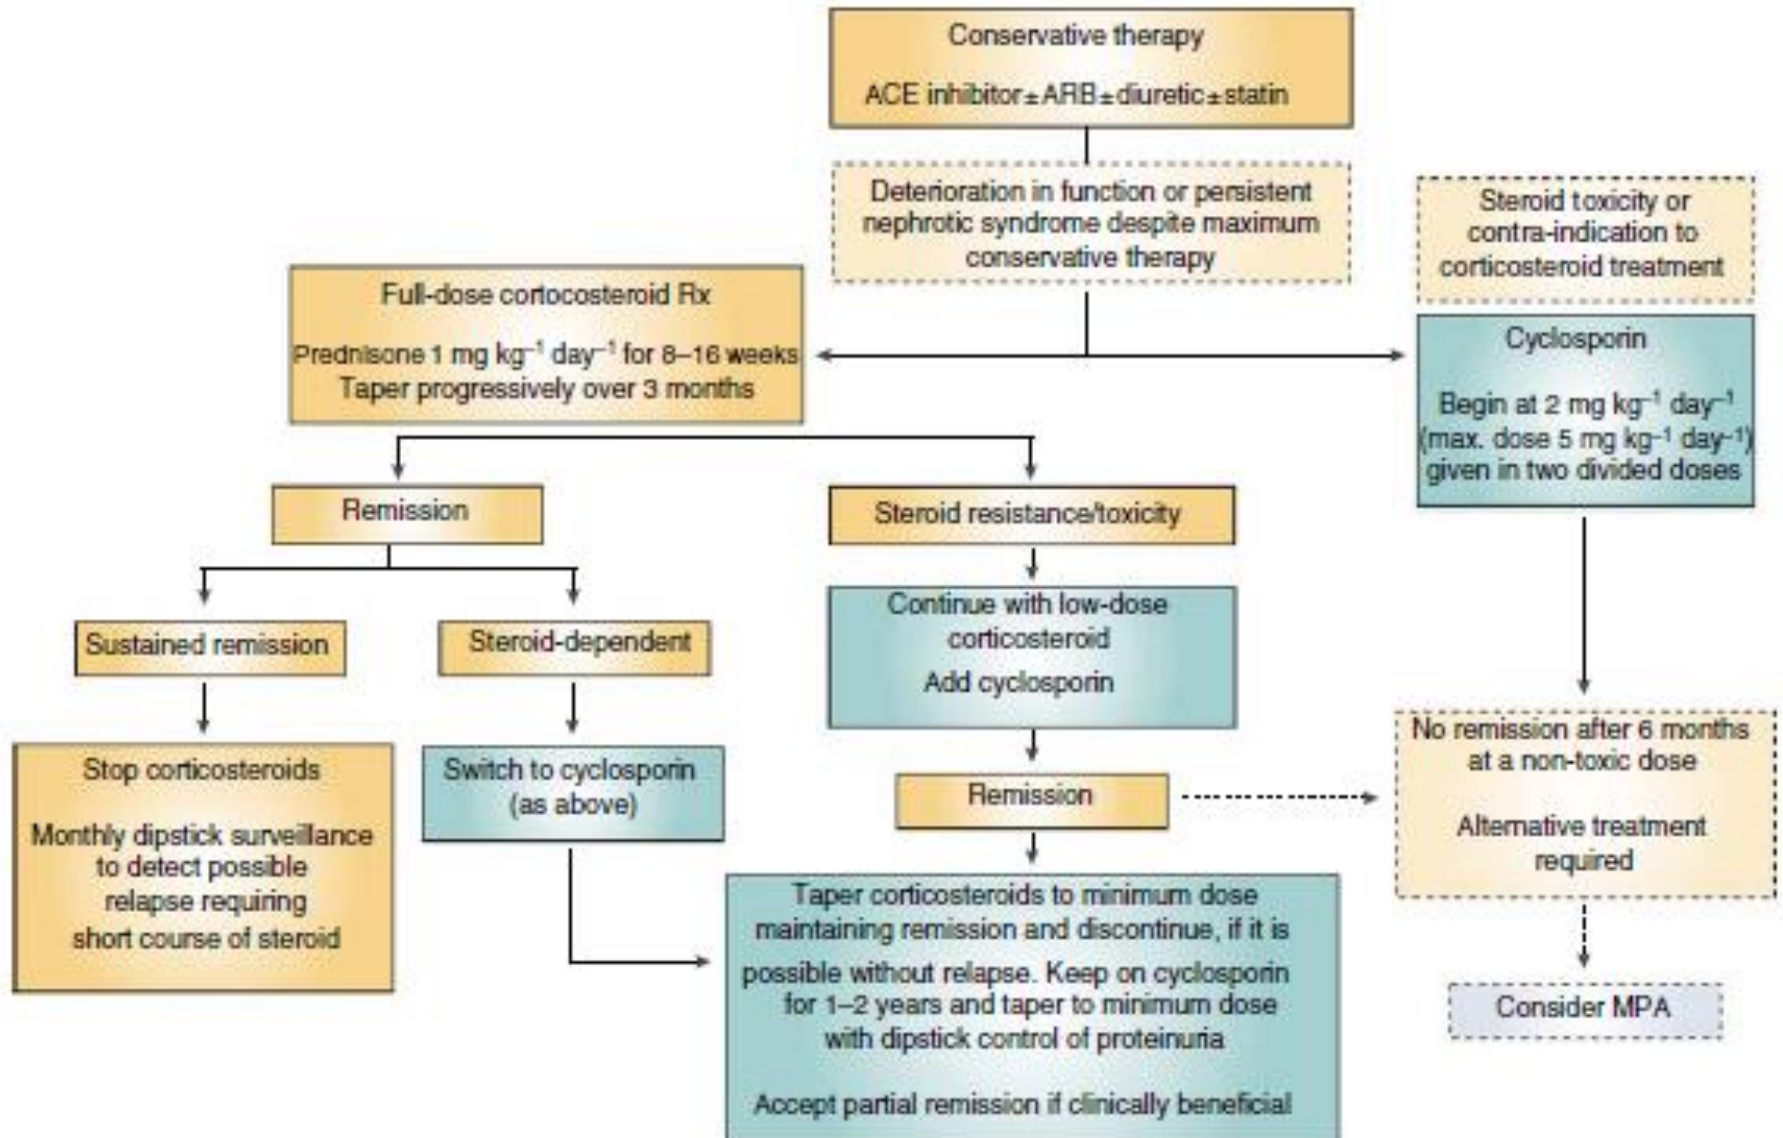 Conservative therapy
ACE inhibitor±ARB±diuretic±statin
Deterioration in function or persistent
nephrotic syndrome despite maximum
conservative therapy
Steroid toxicity or
contra-indication to
corticosteroid treatment
Full-dose cortocosteroid Rx
Prednisone 1 mg kg⁻¹ day⁻¹ for 8–16 weeks
Taper progressively over 3 months
Cyclosporin
Begin at 2 mg kg⁻¹ day⁻¹
(max. dose 5 mg kg⁻¹ day⁻¹)
given in two divided doses
Remission
Steroid resistance/toxicity
Sustained remission
Steroid-dependent
Continue with low-dose
corticosteroid
Add cyclosporin
Stop corticosteroids
Monthly dipstick surveillance
to detect possible
relapse requiring
short course of steroid
Switch to cyclosporin
(as above)
Remission
No remission after 6 months
at a non-toxic dose
Alternative treatment
required
Taper corticosteroids to minimum dose
maintaining remission and discontinue, if it is
possible without relapse. Keep on cyclosporin
for 1–2 years and taper to minimum dose
with dipstick control of proteinuria
Accept partial remission if clinically beneficial
Consider MPA